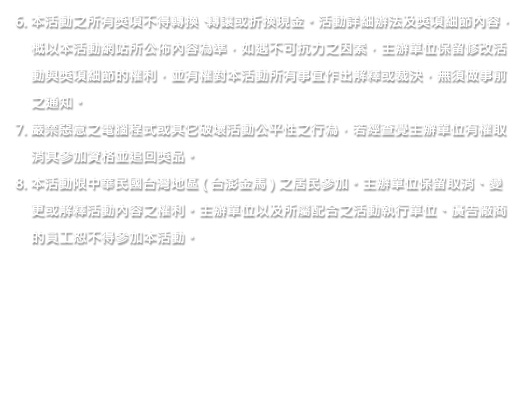 6. 本活動之所有獎項不得轉換、轉讓或折換現金。活動詳細辦法及獎項細節內容，
概以本活動網站所公佈內容為準，如遇不可抗力之因素，主辦單位保留修改活
動與獎項細節的權利，並有權對本活動所有事宜作出解釋或裁決，無須做事前
之通知。
7. 嚴禁惡意之電腦程式或其它破壞活動公平性之行為，若經查覺主辦單位有權取
消其參加資格並追回獎品。
8. 本活動限中華民國台灣地區 ( 台澎金馬 ) 之居民參加。主辦單位保留取消、變
更或解釋活動內容之權利。主辦單位以及所屬配合之活動執行單位、廣告廠商
的員工恕不得參加本活動。